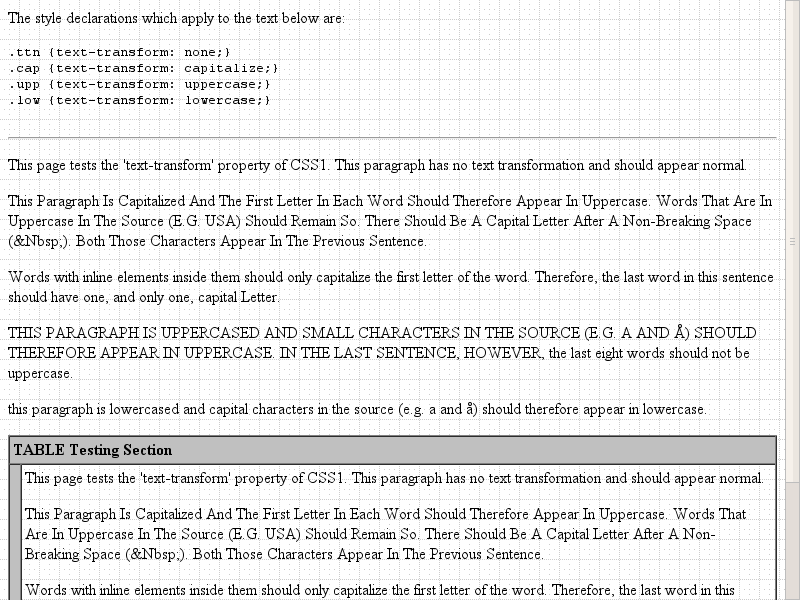 The style declarations which apply to the text below are:
.ttn {text-transform: none;}
.cap {text-transform: capitalize;}
.upp {text-transform: uppercase;}
.low {text-transform: lowercase;}
This page tests the 'text-transform' property of CSS1. This paragraph has no text transformation and should appear normal.
This Paragraph Is Capitalized And The First Letter In Each Word Should Therefore Appear In Uppercase. Words That Are In
Uppercase In The Source (E.G. USA) Should Remain So. There Should Be A Capital Letter After A Non-Breaking Space
(&Nbsp;). Both Those Characters Appear In The Previous Sentence.
Words with inline elements inside them should only capitalize the first letter of the word. Therefore, the last word in this sentence
should have one, and only one, capital Letter.
THIS PARAGRAPH IS UPPERCASED AND SMALL CHARACTERS IN THE SOURCE (E.G. A AND Å) SHOULD
THEREFORE APPEAR IN UPPERCASE. IN THE LAST SENTENCE, HOWEVER, the last eight words should not be
uppercase.
this paragraph is lowercased and capital characters in the source (e.g. a and å) should therefore appear in lowercase.
TABLE Testing Section
This page tests the 'text-transform' property of CSS1. This paragraph has no text transformation and should appear normal.
This Paragraph Is Capitalized And The First Letter In Each Word Should Therefore Appear In Uppercase. Words That
Are In Uppercase In The Source (E.G. USA) Should Remain So. There Should Be A Capital Letter After A Non-
Breaking Space (&Nbsp;). Both Those Characters Appear In The Previous Sentence.
Words with inline elements inside them should only capitalize the first letter of the word. Therefore, the last word in this